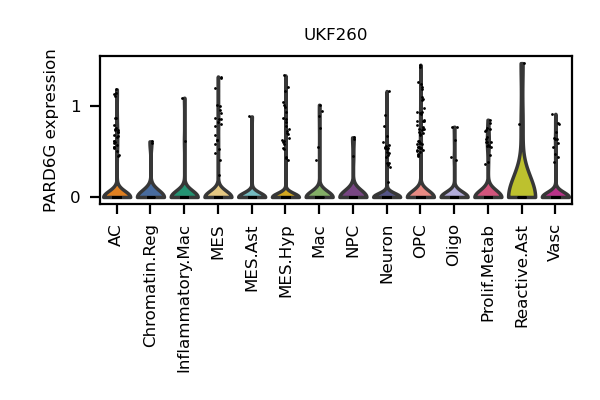 UKF260
PARD6G expression
1
0
AC
Chromatin.Reg
Inflammatory.Mac
MES
MES.Ast
MES.Hyp
Mac
NPC
Neuron
OPC
Oligo
Prolif.Metab
Reactive.Ast
Vasc